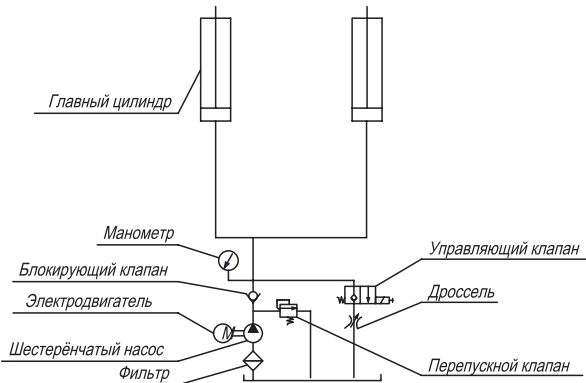 Главный цилиндр
Манометр
Управляющий клапан
Блокирующий клапан
Дроссель
Электродвигатель
M
Шестерёнчатый насос
Перепускной клапан
Фильтр